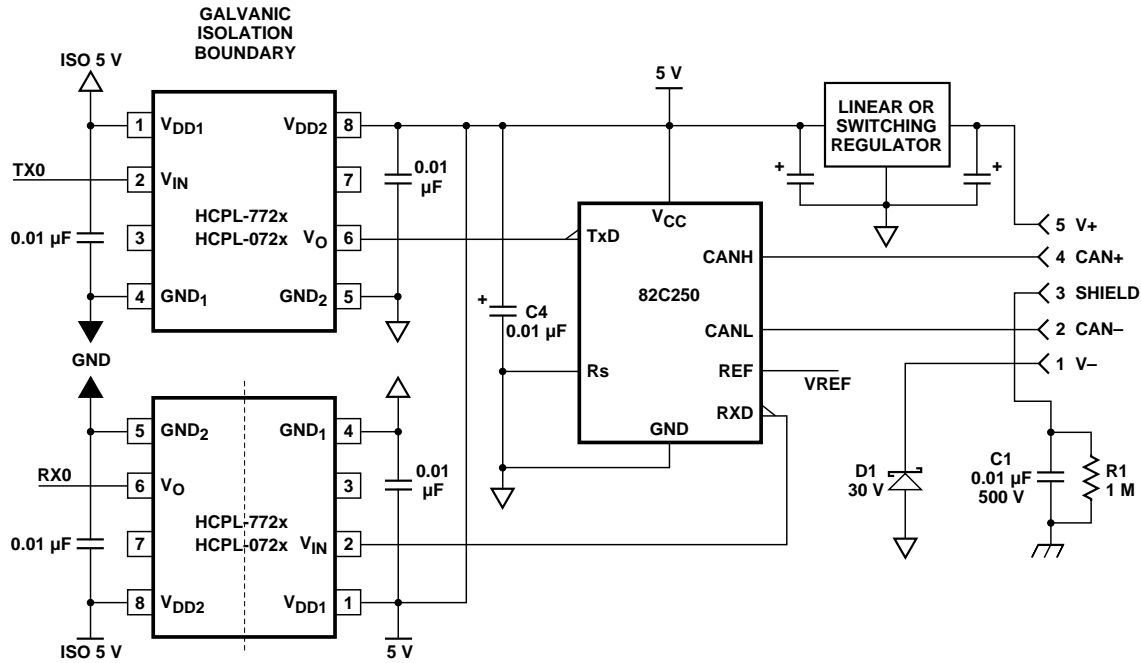 GALVANIC
ISOLATION
BOUNDARY
ISO 5 V
5 V
LINEAR OR
SWITCHING
REGULATOR
1 VDD1
VDD2 8
TX0
2 VIN
7
0.01
µF
+
+
HCPL-772x
HCPL-072x
0.01 µF
3
VO 6
4 GND1
GND2 5
VCC
TxD
CANH
82C250
CANL
Rs
REF
RXD
GND
VREF
+
C4
0.01 µF
5 V+
4 CAN+
3 SHIELD
2 CAN–
1 V–
GND
5 GND2
GND1 4
RX0
6 VO
3
0.01
µF
HCPL-772x
HCPL-072x
0.01 µF
7
VIN 2
8 VDD2
VDD1 1
ISO 5 V
5 V
D1
30 V
C1
0.01 µF
500 V
R1
1 M